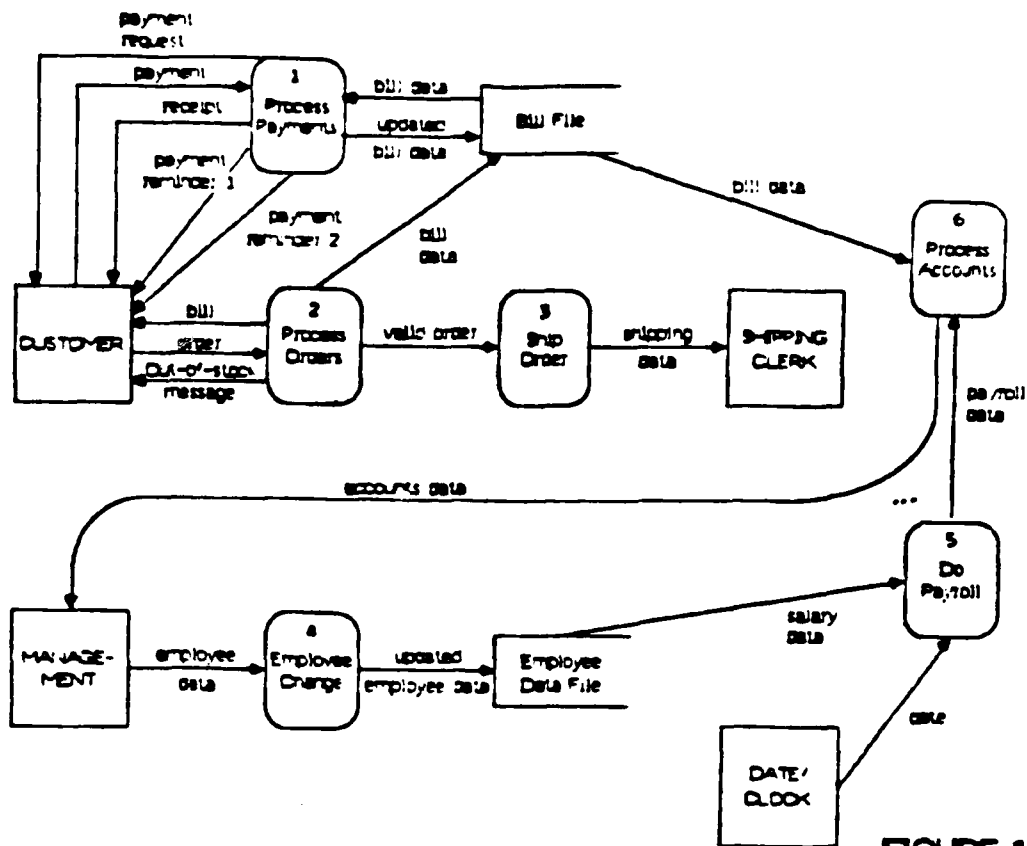 payment
request
payment
receipt
payment
reminder 1
payment
reminder 2
1
Process
Payments
bill data
updated
bill data
Bill File
bill data
bill
data
6
Process
Accounts
CUSTOMER
bill
order
Out-of-stock
message
2
Process
Orders
valid order
3
Ship
Order
shipping
data
SHIPPING
CLERK
payroll
data
accounts data
...
5
Do
Payroll
salary
data
MANAGE-
MENT
employee
data
4
Employee
Change
updated
employee data
Employee
Data File
date
DATE/
CLOCK
FIGURE 1